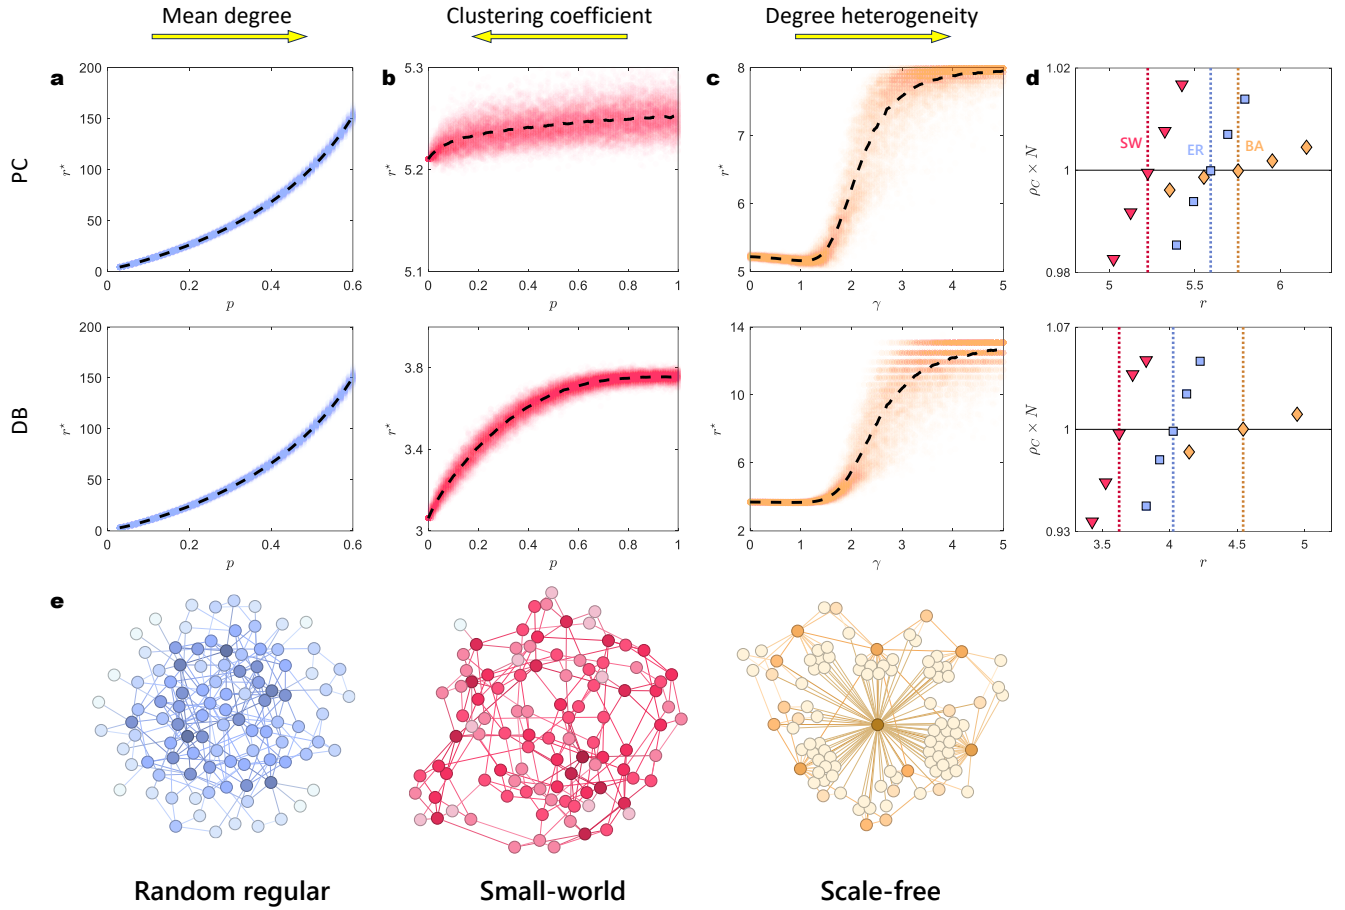 Mean degree
Clustering coefficient
Degree heterogeneity
PC
a
200
150
100
50
0
r*
0 0.2 0.4 0.6
p
b
5.3
5.2
5.1
r*
0 0.2 0.4 0.6 0.8 1
p
c
8
7
6
5
r*
0 1 2 3 4 5
γ
d
1.02
1
0.98
ρ_C × N
SW
ER
BA
5 5.5 6
r
DB
200
150
100
50
0
r*
0 0.2 0.4 0.6
p
3.8
3.4
3
r*
0 0.2 0.4 0.6 0.8 1
p
14
10
6
2
r*
0 1 2 3 4 5
γ
1.07
1
0.93
ρ_C × N
3.5 4 4.5 5
r
e
Random regular
Small-world
Scale-free